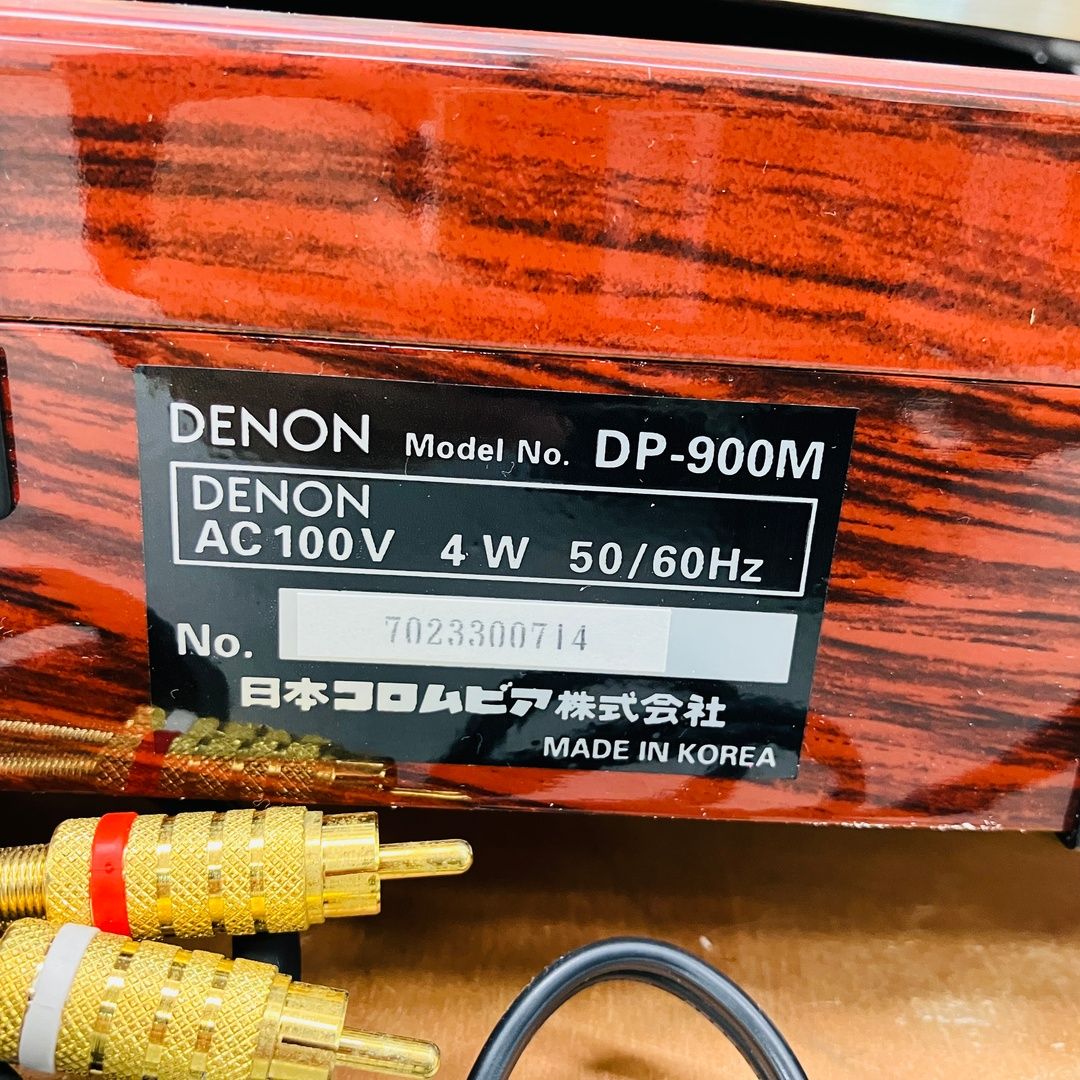 DENON Model No. DP-900M
DENON
AC 100V 4 W 50/60Hz
No. 7023300714
日本コロムビア株式会社
MADE IN KOREA